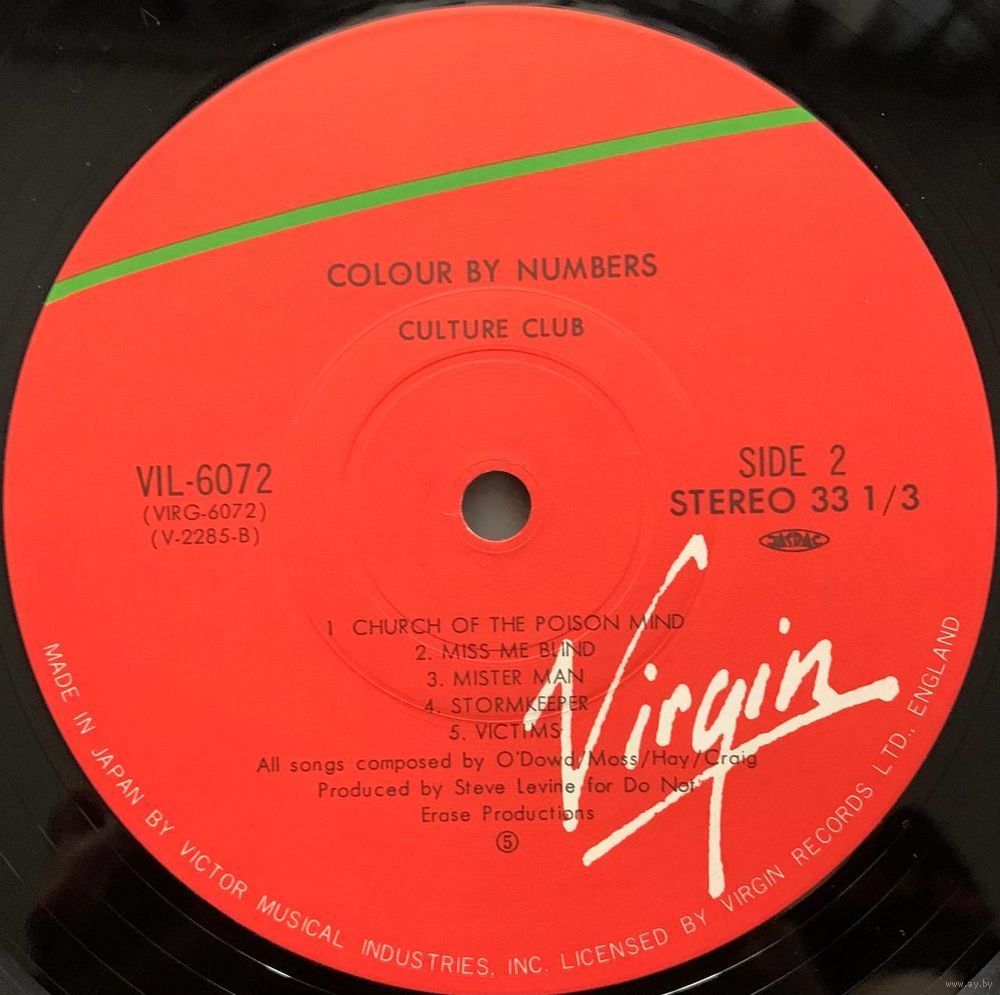 COLOUR BY NUMBERS
CULTURE CLUB
VIL-6072
(VIRG-6072)
(V-2285-B)
SIDE 2
STEREO 33 1/3
JASRAC
1 CHURCH OF THE POISON MIND
2. MISS ME BLIND
3. MISTER MAN
4. STORMKEEPER
5. VICTIMS
All songs composed by O'Dowd/Moss/Hay/Craig
Produced by Steve Levine for Do Not
Erase Productions
⑤
Virgin
MADE IN JAPAN BY VICTOR MUSICAL INDUSTRIES, INC. LICENSED BY VIRGIN RECORDS LTD., ENGLAND
www.ay.by